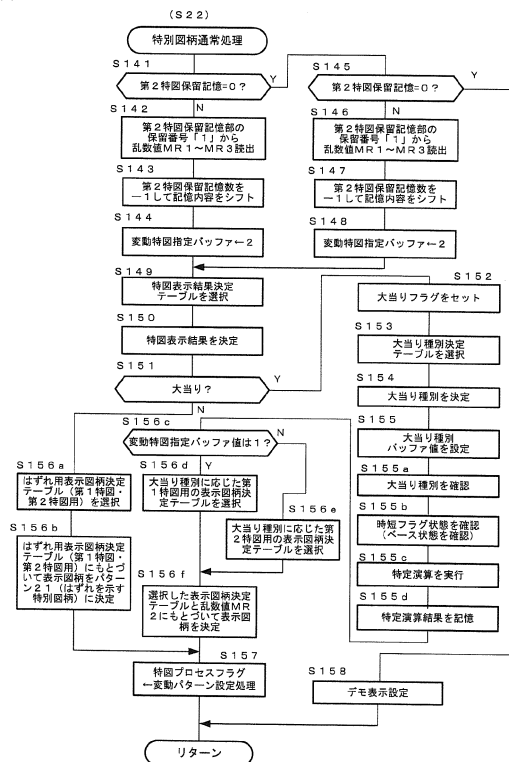 (S22)
特別図柄通常処理
S141
第2特図保留記憶=0?
Y
N
S142
第2特図保留記憶部の
保留番号「1」から
乱数値MR1～MR3読出
S143
第2特図保留記憶数を
－1して記憶内容をシフト
S144
変動特図指定バッファ←2
S145
第2特図保留記憶=0?
Y
N
S146
第2特図保留記憶部の
保留番号「1」から
乱数値MR1～MR3読出
S147
第2特図保留記憶数を
－1して記憶内容をシフト
S148
変動特図指定バッファ←2
S149
特図表示結果決定
テーブルを選択
S150
特図表示結果を決定
S151
大当り?
Y
N
S152
大当りフラグをセット
S153
大当り種別決定
テーブルを選択
S154
大当り種別を決定
S155
大当り種別
バッファ値を設定
S155a
大当り種別を確認
S155b
時短フラグ状態を確認
(ベース状態を確認)
S155c
特定演算を実行
S155d
特定演算結果を記憶
S156c
変動特図指定バッファ値は1?
N
Y
S156a
はずれ用表示図柄決定
テーブル(第1特図・
第2特図用)を選択
S156b
はずれ用表示図柄決定
テーブル(第1特図・
第2特図用)にもとづ
いて表示図柄をパター
ン21(はずれを示す
特別図柄)に決定
S156d
大当り種別に応じた第
1特図用の表示図柄決
定テーブルを選択
S156e
大当り種別に応じた第
2特図用の表示図柄決
定テーブルを選択
S156f
選択した表示図柄決定
テーブルと乱数値MR
2にもとづいて表示図
柄を決定
S157
特図プロセスフラグ
←変動パターン設定処理
S158
デモ表示設定
リターン